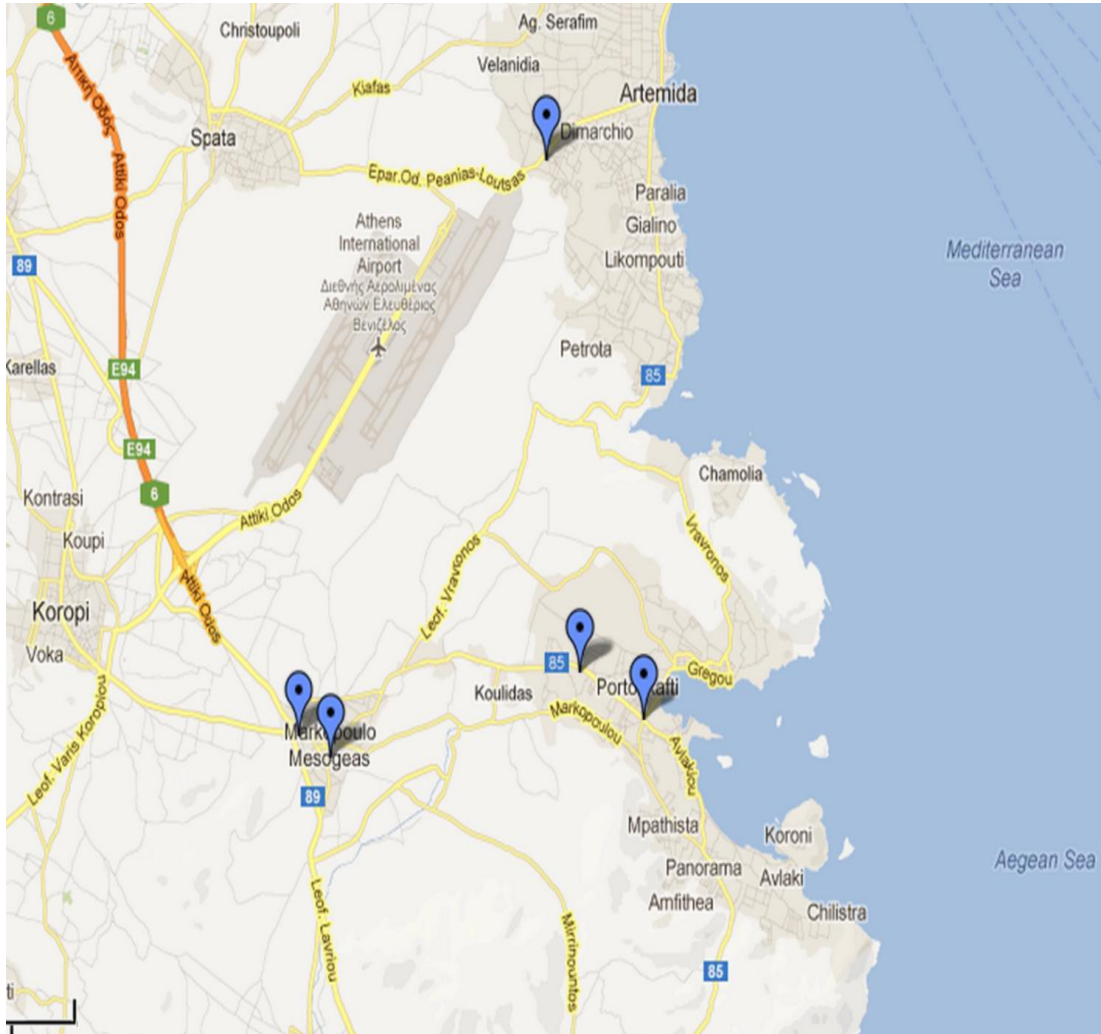 6
Christoupoli
Ag. Serafim
Velanidia
Αττική Οδός
Kiafas
Artemida
Dimarchio
Spata
Attiki Odos
Epar.Od. Peanias-Loutsas
Paralia
Gialino
Likompouti
Athens
International
Airport
Διεθνής Αερολιμένας
Αθηνών Ελευθέριος
Βενιζέλος
Mediterranean
Sea
89
Karellas
E94
Petrota
85
E94
6
Chamolia
Kontrasi
Koupi
Attiki Odos
Vravronos
Leof. Vravronos
Attiki Odos
Koropi
Voka
85
Gregou
Koulidas
Porto Rafti
Markopoulou
Markopoulo
Mesogeas
Leof. Varis Koropiou
Avlakiou
89
Mpathista
Koroni
Panorama
Avlaki
Aegean Sea
Amfithea
Chilistra
Leof. Lavriou
Mirrinountos
85
ti